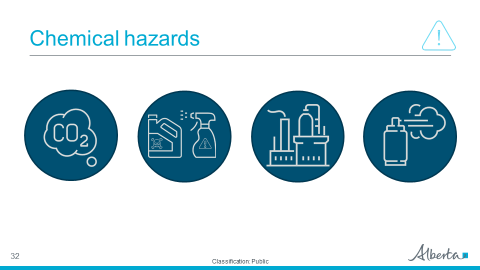 Chemical hazards
!
CO2
32
Classification: Public
Alberta